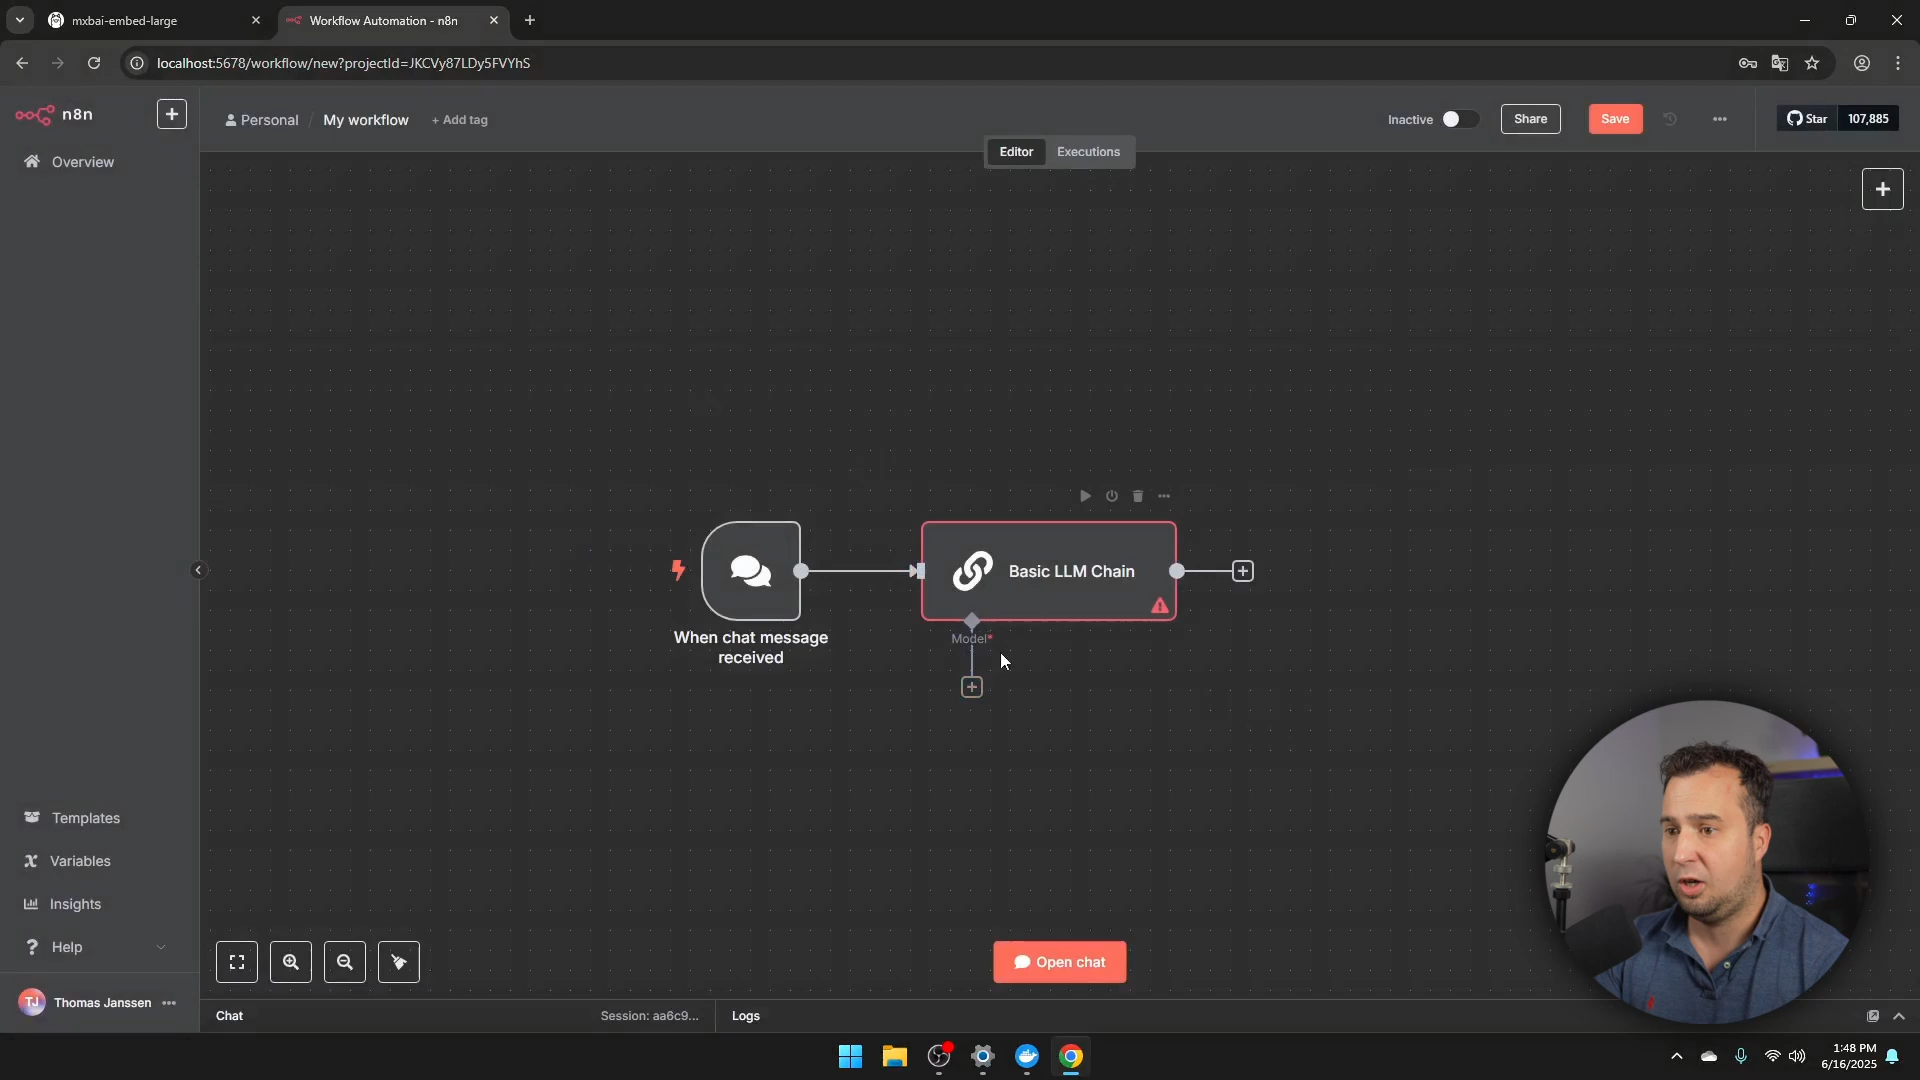 mxbai-embed-large
Workflow Automation - n8n
localhost:5678/workflow/new?projectId=JKCVy87LDy5FVYhS
n8n
Personal / My workflow + Add tag
Inactive
Share
Save
Star 107,885
Editor Executions
Overview
Basic LLM Chain
When chat message
received
Model*
Templates
Variables
Insights
? Help
Open chat
TJ Thomas Janssen
Chat
Session: aa6c9...
Logs
1:48 PM
6/16/2025